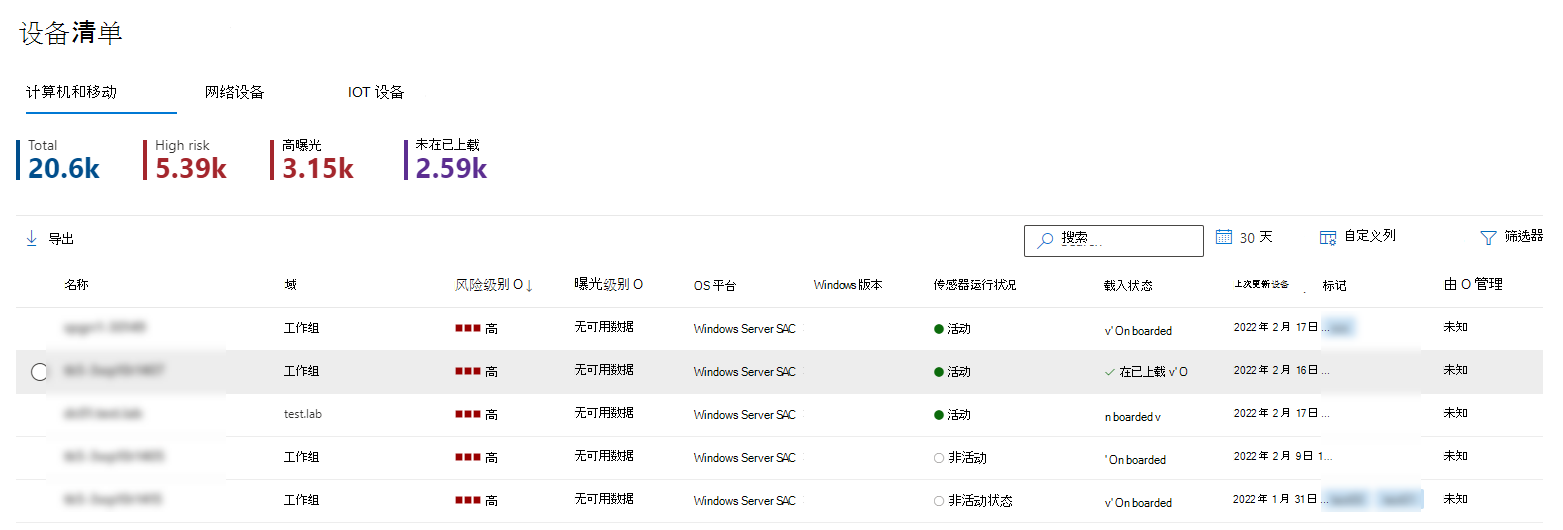 设备清单
计算机和移动 网络设备 IOT 设备
Total High risk 高曝光 未在已上载
20.6k 5.39k 3.15k 2.59k
导出 搜索 30 天 自定义列 筛选器
名称 域 风险级别 O↓ 曝光级别 O OS 平台 Windows 版本 传感器运行状况 载入状态 上次更新设备 标记 由 O 管理
工作组 高 无可用数据 Windows Server SAC 活动 v' On boarded 2022 年 2 月 17日 ... 未知
工作组 高 无可用数据 Windows Server SAC 活动 在已上载 v' O 2022 年 2 月 16日 ... 未知
test.lab 高 无可用数据 Windows Server SAC 活动 n boarded v 2022 年 2 月 17日 ... 未知
工作组 高 无可用数据 Windows Server SAC 非活动 ' On boarded 2022 年 2 月 9日 1... 未知
工作组 高 无可用数据 Windows Server SAC 非活动状态 v' On boarded 2022 年 1 月 31日 ... 未知